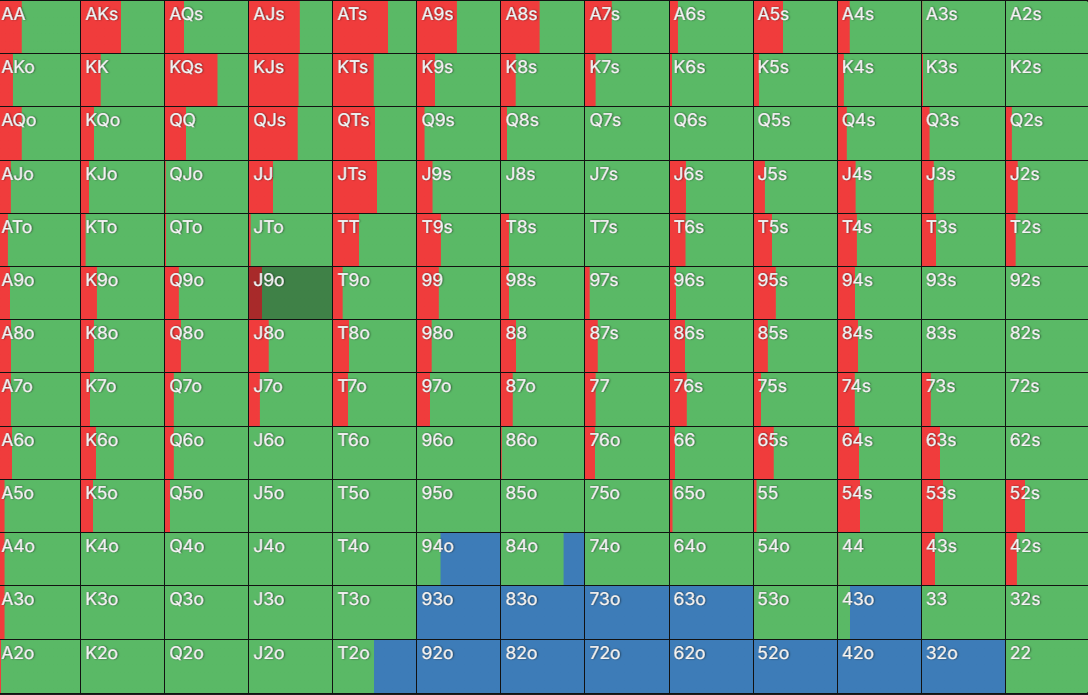 AA AKs AQs AJs ATs A9s A8s A7s A6s A5s A4s A3s A2s
AKo KK KQs KJs KTs K9s K8s K7s K6s K5s K4s K3s K2s
AQo KQo QQ QJs QTs Q9s Q8s Q7s Q6s Q5s Q4s Q3s Q2s
AJo KJo QJo JJ JTs J9s J8s J7s J6s J5s J4s J3s J2s
ATo KTo QTo JTo TT T9s T8s T7s T6s T5s T4s T3s T2s
A9o K9o Q9o J9o T9o 99 98s 97s 96s 95s 94s 93s 92s
A8o K8o Q8o J8o T8o 98o 88 87s 86s 85s 84s 83s 82s
A7o K7o Q7o J7o T7o 97o 87o 77 76s 75s 74s 73s 72s
A6o K6o Q6o J6o T6o 96o 86o 76o 66 65s 64s 63s 62s
A5o K5o Q5o J5o T5o 95o 85o 75o 65o 55 54s 53s 52s
A4o K4o Q4o J4o T4o 94o 84o 74o 64o 54o 44 43s 42s
A3o K3o Q3o J3o T3o 93o 83o 73o 63o 53o 43o 33 32s
A2o K2o Q2o J2o T2o 92o 82o 72o 62o 52o 42o 32o 22